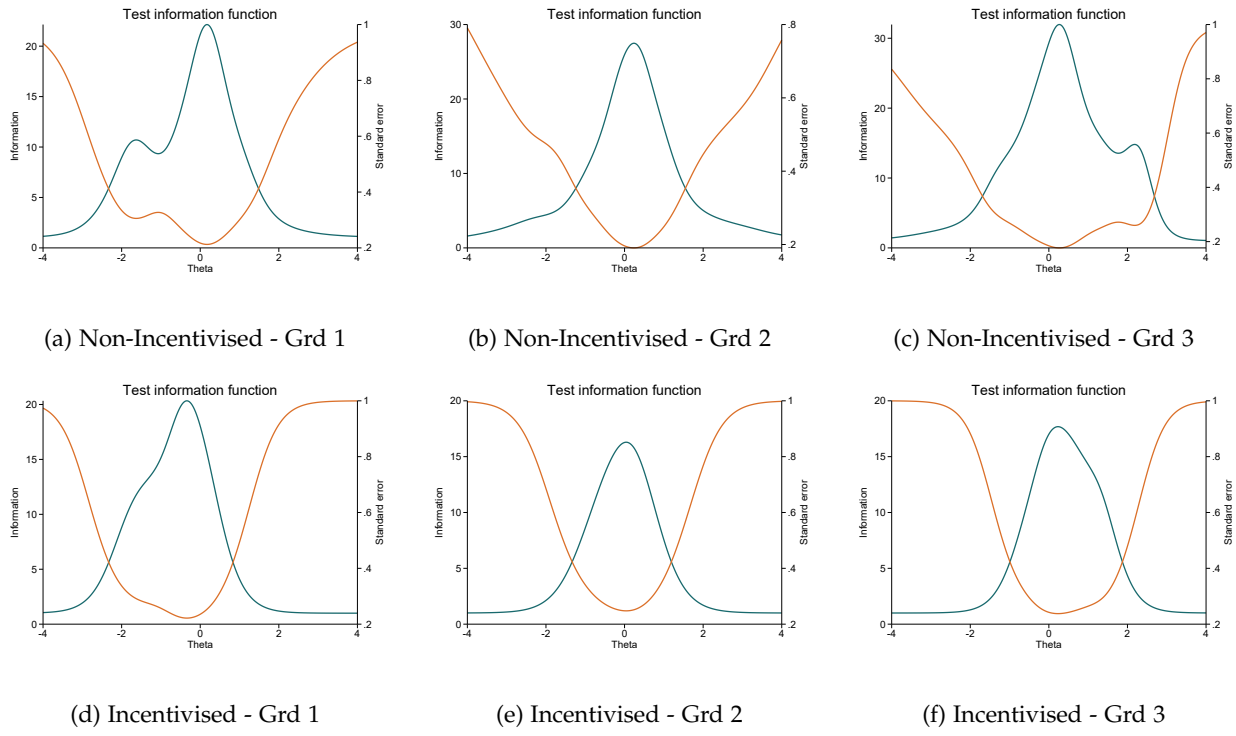 Test information function
Information
Standard error
0
5
10
15
20
.2
.4
.6
.8
1
-4
-2
0
2
4
Theta
(a) Non-Incentivised - Grd 1
Test information function
Information
Standard error
0
10
20
30
.2
.4
.6
.8
-4
-2
0
2
4
Theta
(b) Non-Incentivised - Grd 2
Test information function
Information
Standard error
0
10
20
30
.2
.4
.6
.8
1
-4
-2
0
2
4
Theta
(c) Non-Incentivised - Grd 3
Test information function
Information
Standard error
0
5
10
15
20
.2
.4
.6
.8
1
-4
-2
0
2
4
Theta
(d) Incentivised - Grd 1
Test information function
Information
Standard error
0
5
10
15
20
.2
.4
.6
.8
1
-4
-2
0
2
4
Theta
(e) Incentivised - Grd 2
Test information function
Information
Standard error
0
5
10
15
20
.2
.4
.6
.8
1
-4
-2
0
2
4
Theta
(f) Incentivised - Grd 3